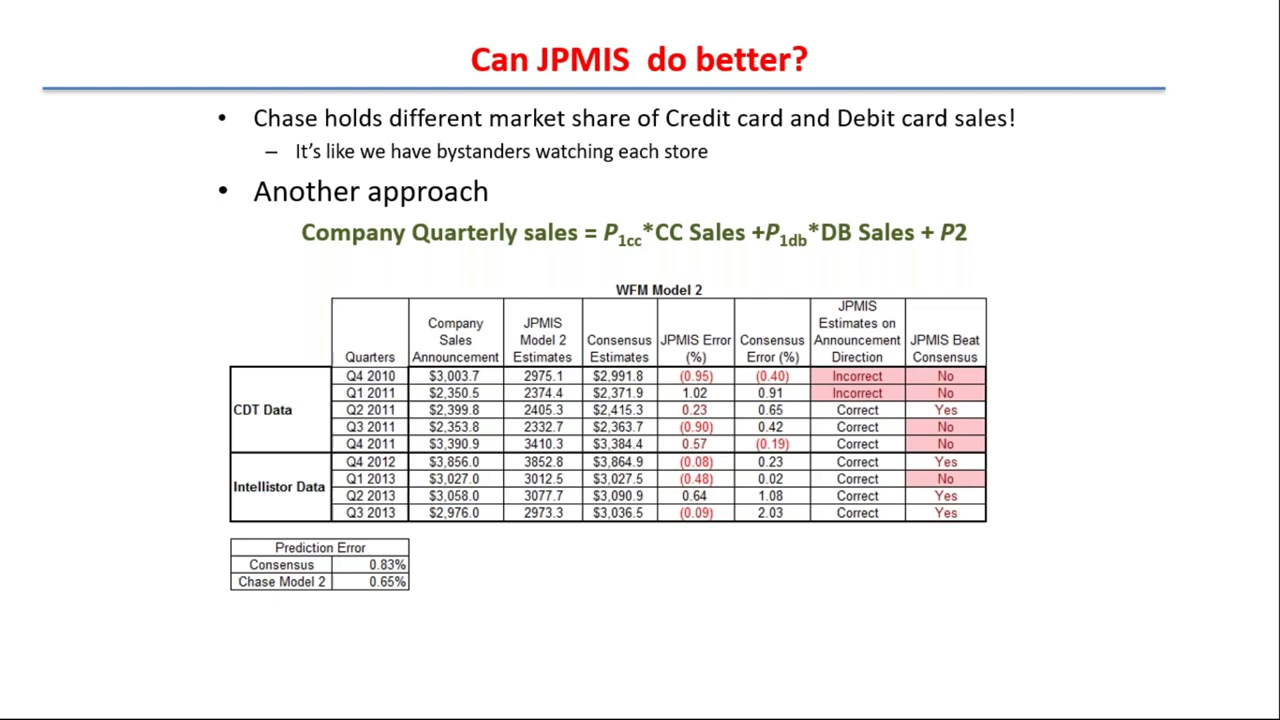 Can JPMIS do better?
• Chase holds different market share of Credit card and Debit card sales!
– It's like we have bystanders watching each store
• Another approach
Company Quarterly sales = P1cc*CC Sales +P1db*DB Sales + P2
WFM Model 2
Quarters Company Sales Announcement JPMIS Model 2 Estimates Consensus Estimates JPMIS Error (%) Consensus Error (%) JPMIS Estimates on Announcement Direction JPMIS Beat Consensus
CDT Data
Q4 2010 $3,003.7 2975.1 $2,991.8 (0.95) (0.40) Incorrect No
Q1 2011 $2,350.5 2374.4 $2,371.9 1.02 0.91 Incorrect No
Q2 2011 $2,399.8 2405.3 $2,415.3 0.23 0.65 Correct Yes
Q3 2011 $2,353.8 2332.7 $2,363.7 (0.90) 0.42 Correct No
Q4 2011 $3,390.9 3410.3 $3,384.4 0.57 (0.19) Correct No
Intellistor Data
Q4 2012 $3,856.0 3852.8 $3,864.9 (0.08) 0.23 Correct Yes
Q1 2013 $3,027.0 3012.5 $3,027.5 (0.48) 0.02 Correct No
Q2 2013 $3,058.0 3077.7 $3,090.9 0.64 1.08 Correct Yes
Q3 2013 $2,976.0 2973.3 $3,036.5 (0.09) 2.03 Correct Yes
Prediction Error
Consensus 0.83%
Chase Model 2 0.65%